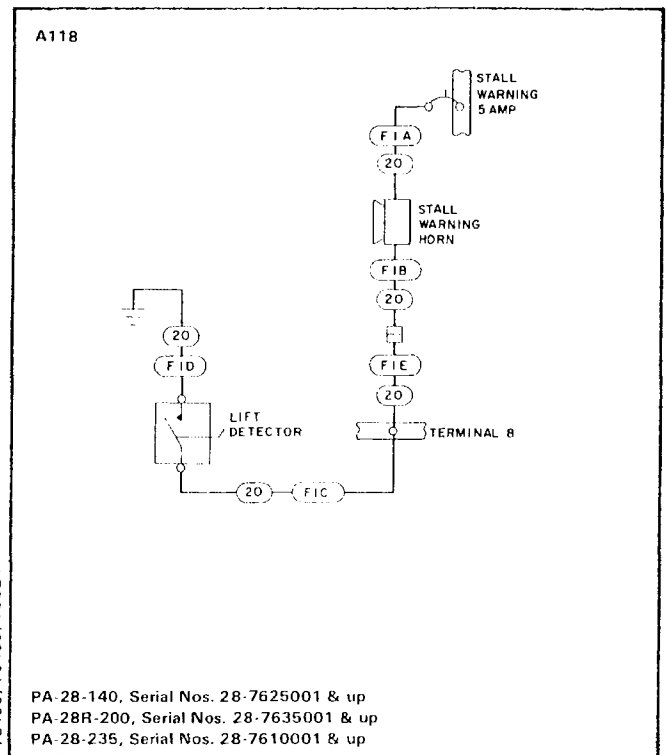 A118
STALL
WARNING
5 AMP
F1A
20
STALL
WARNING
HORN
F1B
20
20
F1D
F1E
20
LIFT
DETECTOR
TERMINAL 8
20
F1C
PA-28-140, Serial Nos. 28-7625001 & up
PA-28R-200, Serial Nos. 28-7635001 & up
PA-28-235, Serial Nos. 28-7610001 & up